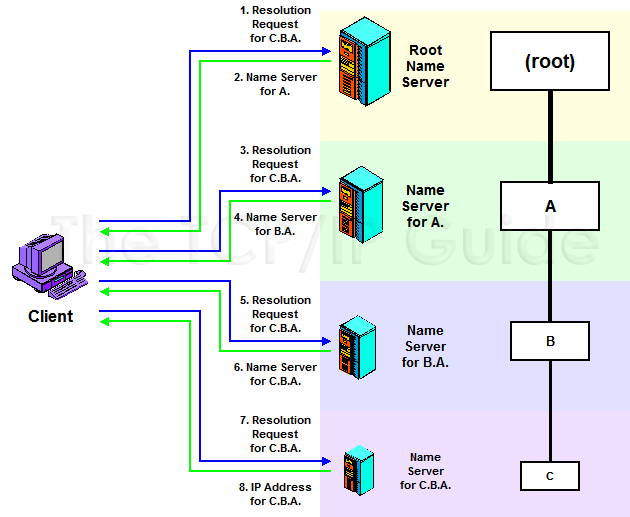 1. Resolution
Request
for C.B.A.
2. Name Server
for A.
Root
Name
Server
(root)
3. Resolution
Request
for C.B.A.
4. Name Server
for B.A.
Name
Server
for A.
A
The TCP/IP Guide
Client
5. Resolution
Request
for C.B.A.
6. Name Server
for C.B.A.
Name
Server
for B.A.
B
7. Resolution
Request
for C.B.A.
8. IP Address
for C.B.A.
Name
Server
for C.B.A.
C